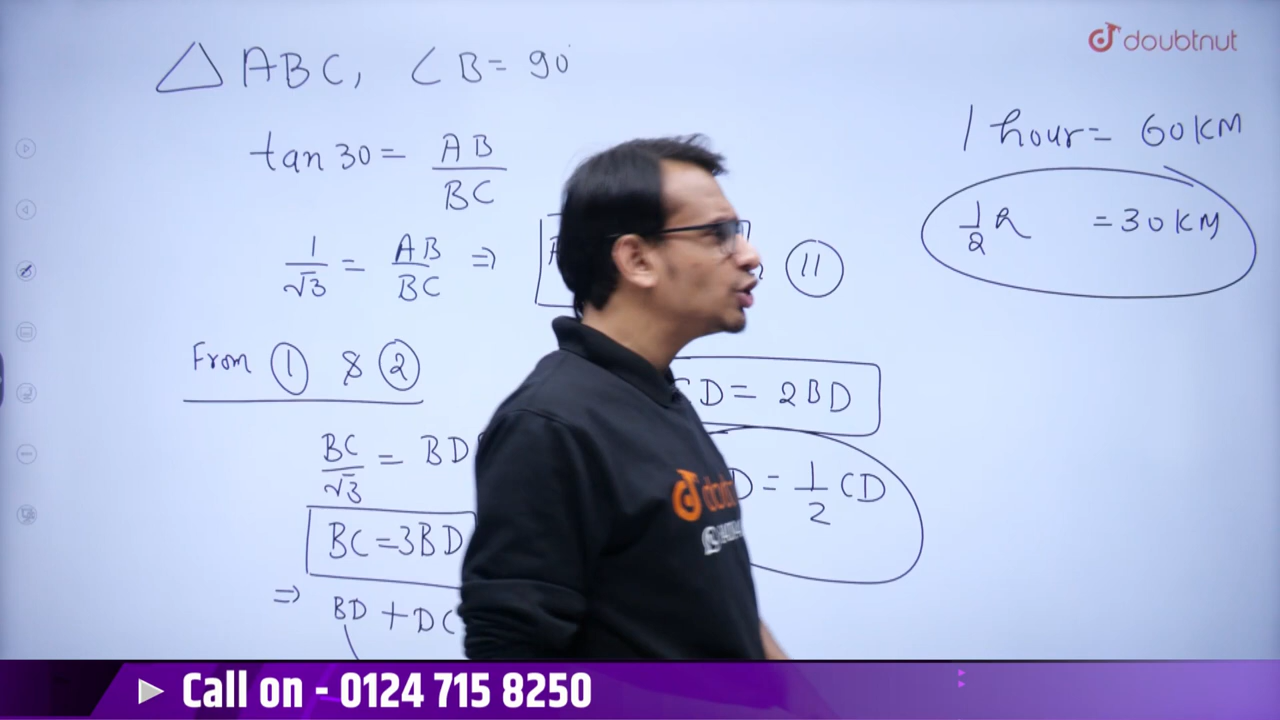 doubtnut
△ ABC, ∠B = 90°
tan 30 = AB/BC
1/√3 = AB/BC ⇒
11
1 hour = 60 KM
1/2 h = 30 KM
From ① & ②
CD = 2BD
BC/√3 = BD
D = 1/2 CD
BC = 3BD
⇒ BD + DC
Call on - 0124 715 8250